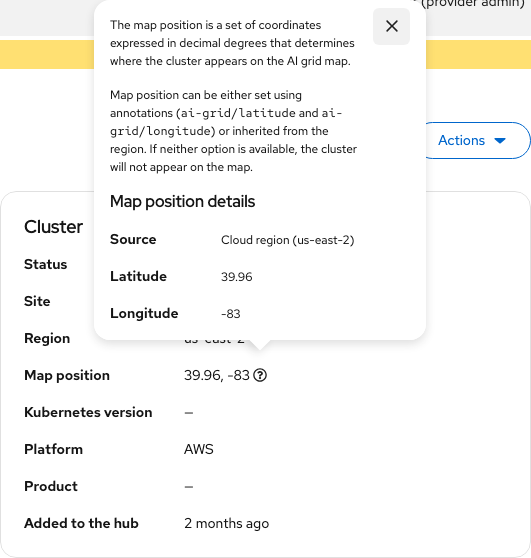 (provider admin)
The map position is a set of coordinates
expressed in decimal degrees that determines
where the cluster appears on the AI grid map.
Map position can be either set using
annotations (ai-grid/latitude and ai-
grid/longitude) or inherited from the
region. If neither option is available, the cluster
will not appear on the map.
Actions
Map position details
Source Cloud region (us-east-2)
Latitude 39.96
Longitude -83
Cluster
Status
Site
Region us-east-2
Map position 39.96, -83
Kubernetes version –
Platform AWS
Product –
Added to the hub 2 months ago